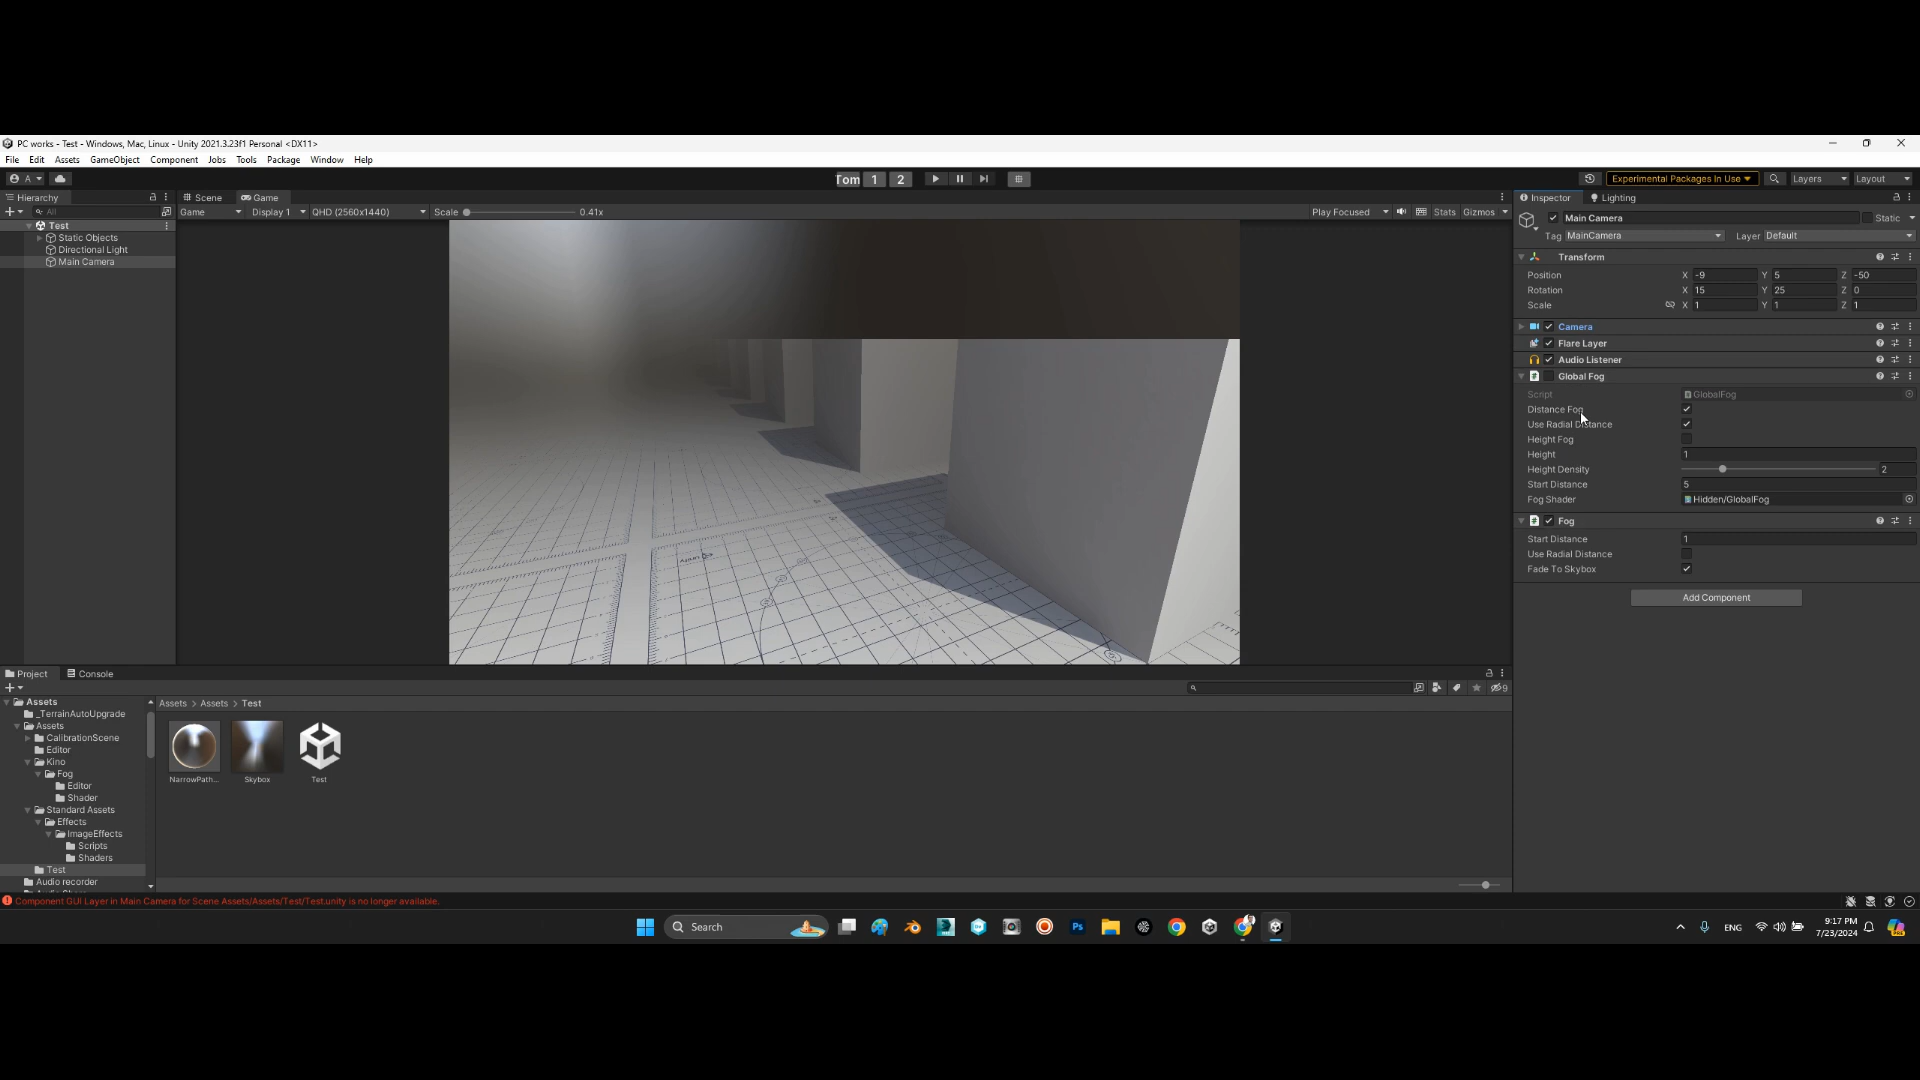 PC works - Test - Windows, Mac, Linux - Unity 2021.3.23f1 Personal <DX11>
File Edit Assets GameObject Component Jobs Tools Package Window Help
A Tom 1 2 Experimental Packages In Use Layers Layout
Hierarchy Scene Game Inspector Lighting
All Game Display 1 QHD (2560x1440) Scale 0.41x Play Focused Stats Gizmos
Test
Static Objects
Directional Light
Main Camera
Main Camera Static
Tag MainCamera Layer Default
Transform
Position X -9 Y 5 Z -50
Rotation X 15 Y 25 Z 0
Scale X 1 Y 1 Z 1
Camera
Flare Layer
Audio Listener
Global Fog
Script GlobalFog
Distance Fog
Use Radial Distance
Height Fog
Height 1
Height Density 2
Start Distance 5
Fog Shader Hidden/GlobalFog
Fog
Start Distance 1
Use Radial Distance
Fade To Skybox
Add Component
Project Console
9
Assets
_TerrainAutoUpgrade
Assets
CalibrationScene
Editor
Kino
Fog
Editor
Shader
Standard Assets
Effects
ImageEffects
Scripts
Shaders
Test
Audio recorder
Assets > Assets > Test
NarrowPath... Skybox Test
Component GUI Layer in Main Camera for Scene Assets/Assets/Test/Test.unity is no longer available.
Search ENG 9:17 PM
7/23/2024